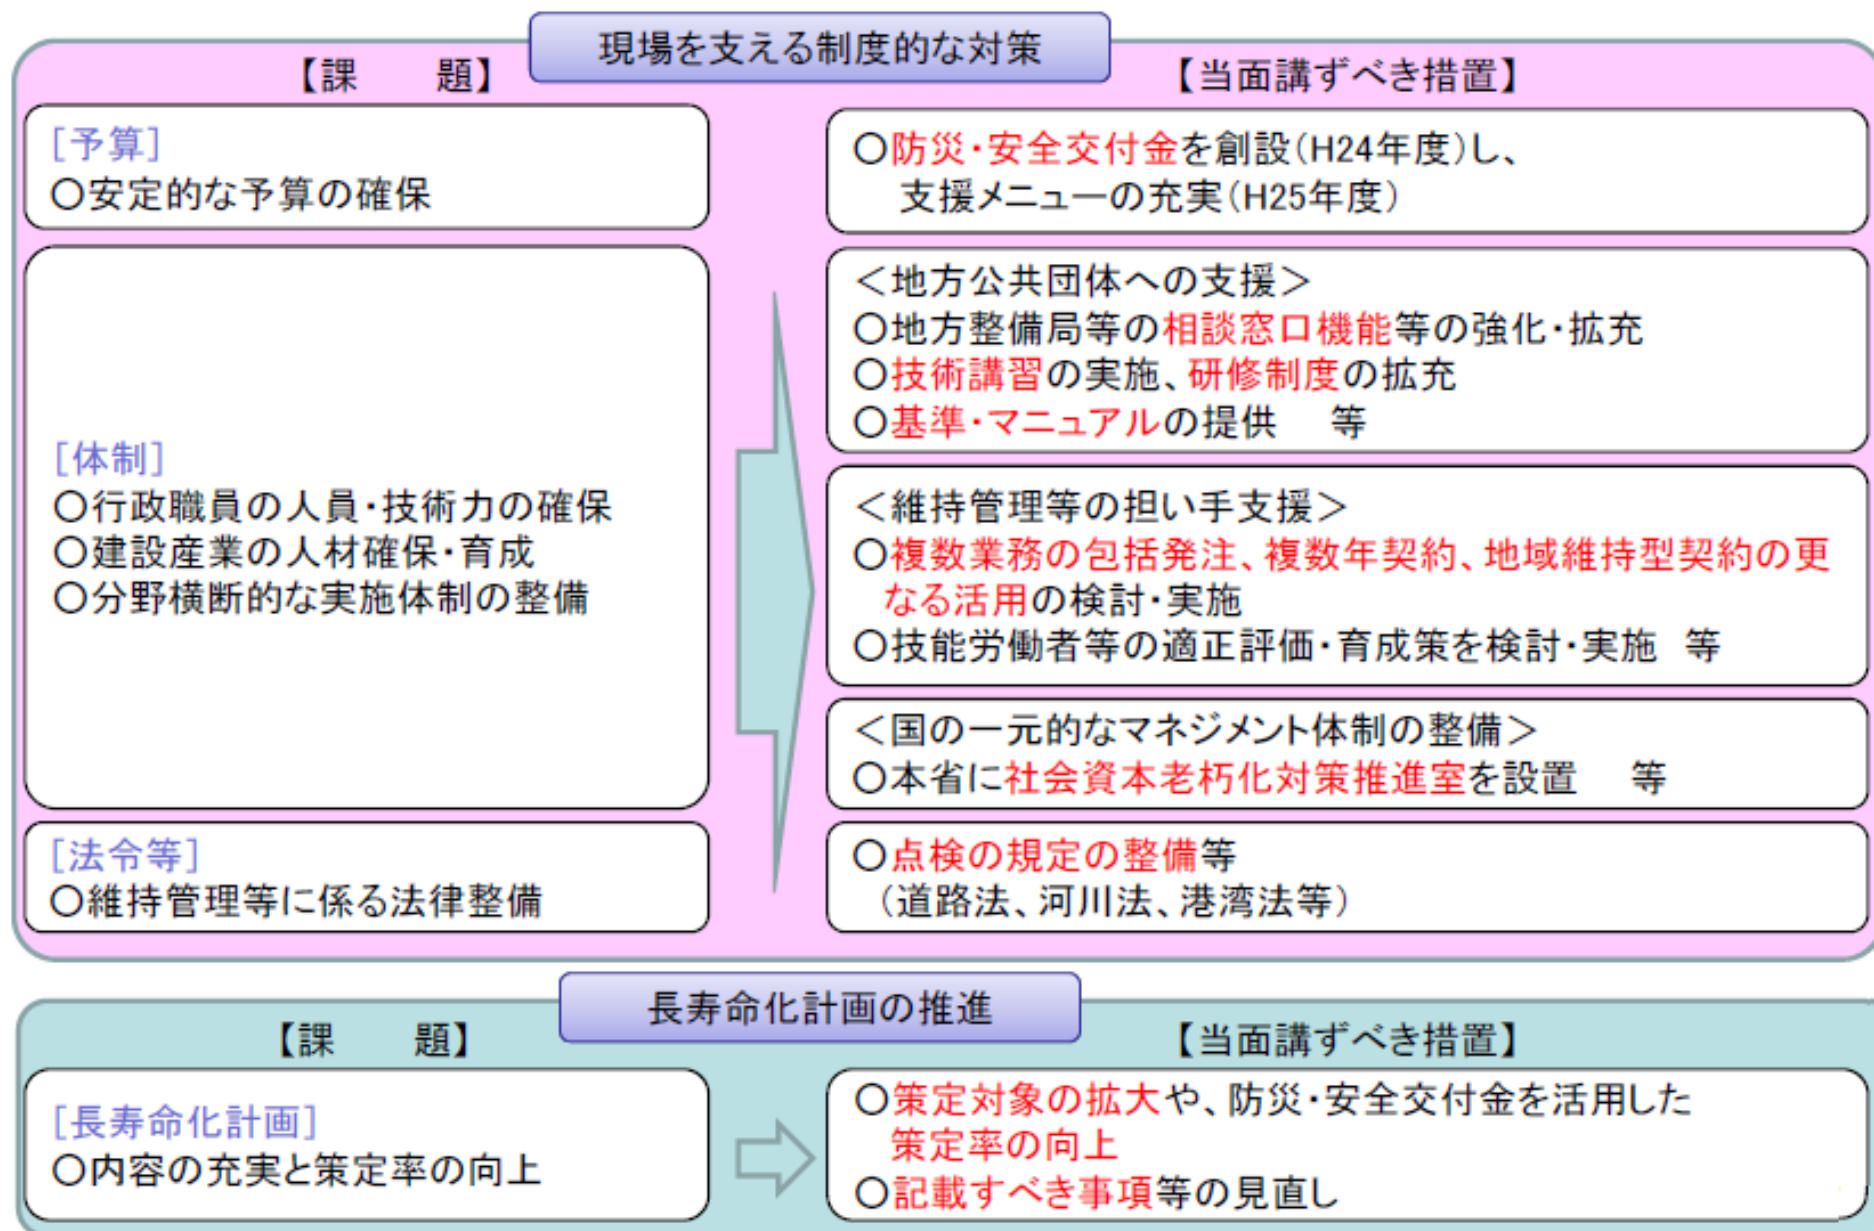 現場を支える制度的な対策
【課　　題】
【当面講ずべき措置】
[予算]
○安定的な予算の確保
○防災・安全交付金を創設(H24年度)し、
支援メニューの充実(H25年度)
[体制]
○行政職員の人員・技術力の確保
○建設産業の人材確保・育成
○分野横断的な実施体制の整備
＜地方公共団体への支援＞
○地方整備局等の相談窓口機能等の強化・拡充
○技術講習の実施、研修制度の拡充
○基準・マニュアルの提供　等
＜維持管理等の担い手支援＞
○複数業務の包括発注、複数年契約、地域維持型契約の更
なる活用の検討・実施
○技能労働者等の適正評価・育成策を検討・実施　等
＜国の一元的なマネジメント体制の整備＞
○本省に社会資本老朽化対策推進室を設置　等
[法令等]
○維持管理等に係る法律整備
○点検の規定の整備等
(道路法、河川法、港湾法等)
長寿命化計画の推進
【課　　題】
【当面講ずべき措置】
[長寿命化計画]
○内容の充実と策定率の向上
○策定対象の拡大や、防災・安全交付金を活用した
策定率の向上
○記載すべき事項等の見直し